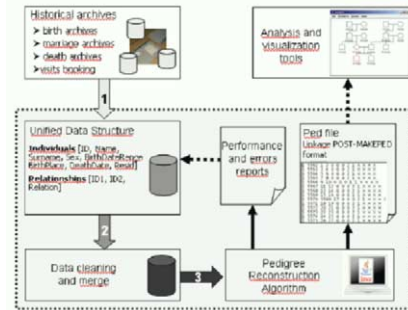 Historical archives
➤ birth archives
➤ marriage archives
➤ death archives
➤ visits booking
Analysis and
visualization
tools
1
Unified Data Structure
Individuals [ID, Name,
Surname, Sex, BirthDateRange
BirthPlace, DeathDate, Dead]
Relationships [ID1, ID2,
Relation]
Performance
and errors
reports
Ped file
Linkage POST-MAKEPED
format
2
Data cleaning
and merge
3
Pedigree
Reconstruction
Algorithm